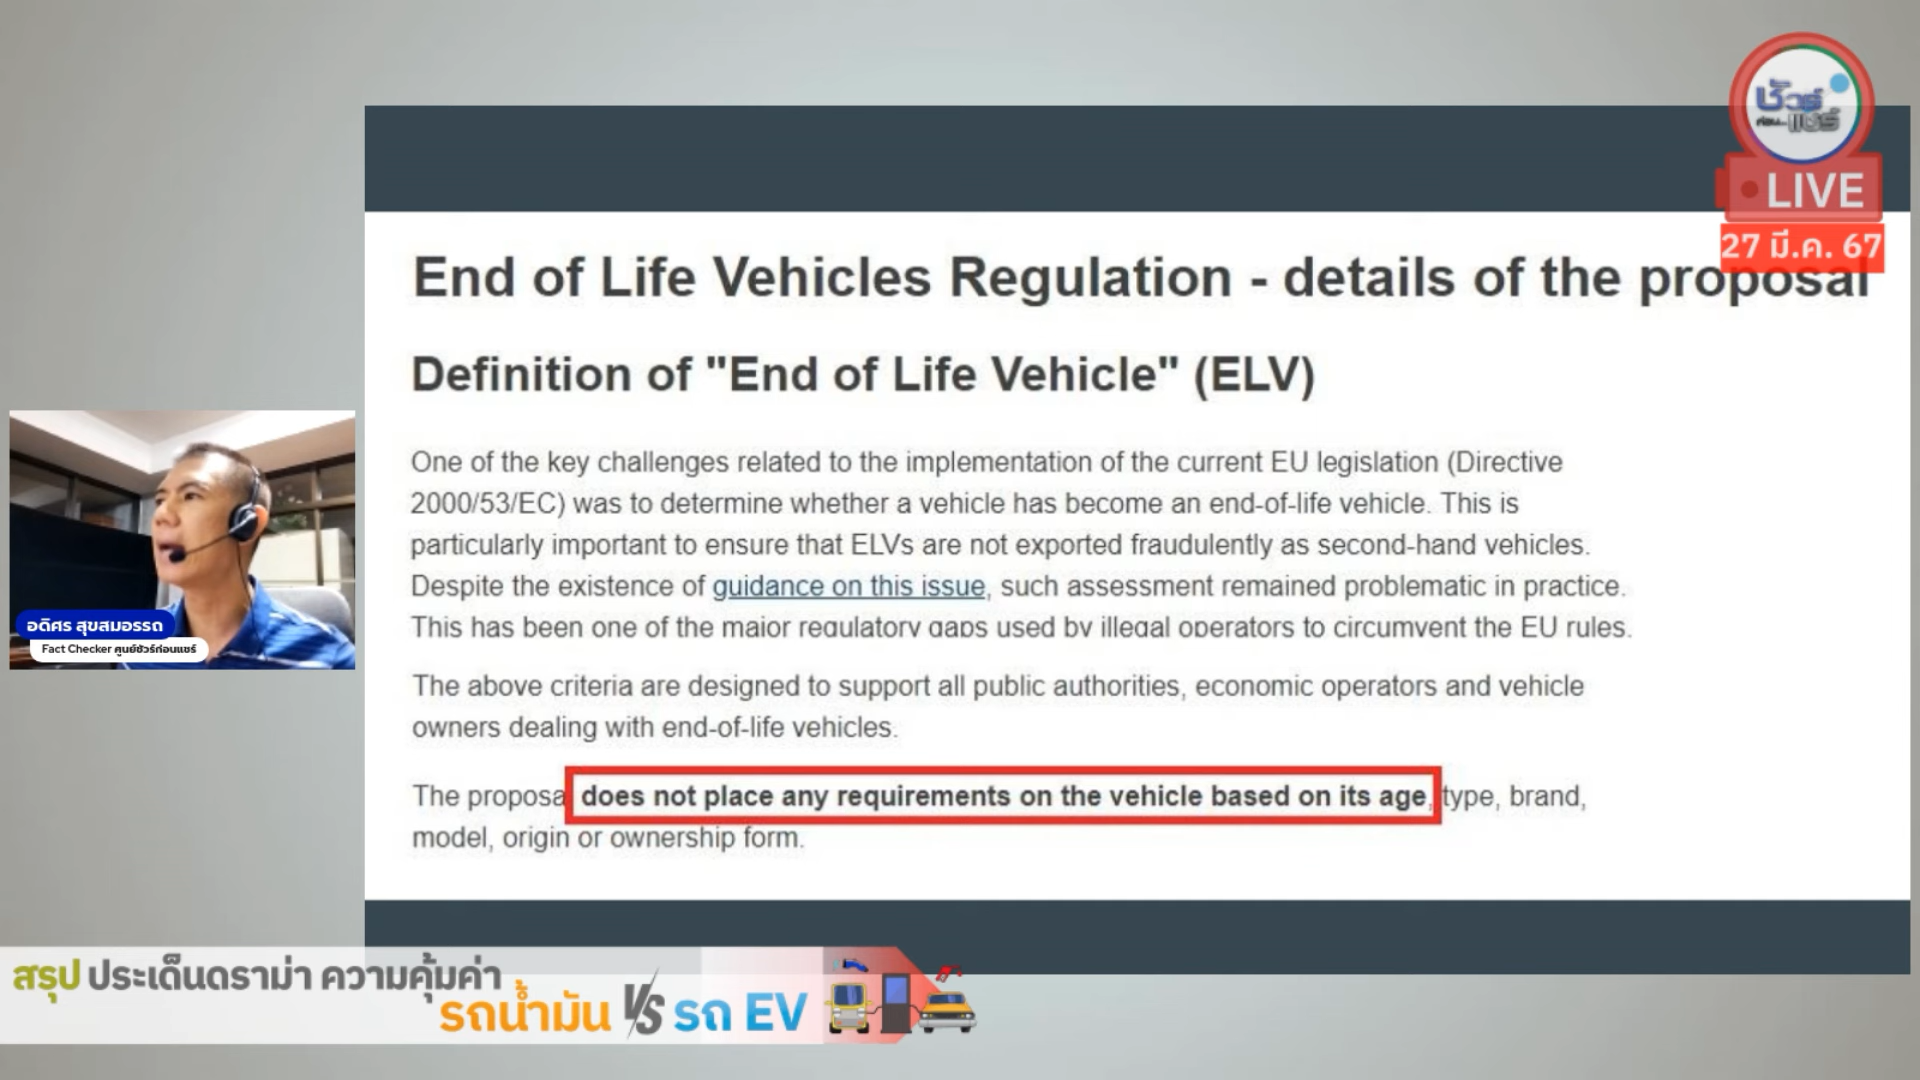 ชัวร์
ก่อน...แชร์
LIVE
27 มี.ค. 67
End of Life Vehicles Regulation - details of the proposal
Definition of "End of Life Vehicle" (ELV)
One of the key challenges related to the implementation of the current EU legislation (Directive
2000/53/EC) was to determine whether a vehicle has become an end-of-life vehicle. This is
particularly important to ensure that ELVs are not exported fraudulently as second-hand vehicles.
Despite the existence of guidance on this issue, such assessment remained problematic in practice.
This has been one of the major regulatory gaps used by illegal operators to circumvent the EU rules.
The above criteria are designed to support all public authorities, economic operators and vehicle
owners dealing with end-of-life vehicles.
The proposa does not place any requirements on the vehicle based on its age, type, brand,
model, origin or ownership form.
อดิศร สุขสมอรรถ
Fact Checker ศูนย์ชัวร์ก่อนแชร์
สรุป ประเด็นดราม่า ความคุ้มค่า
รถน้ำมัน VS รถ EV